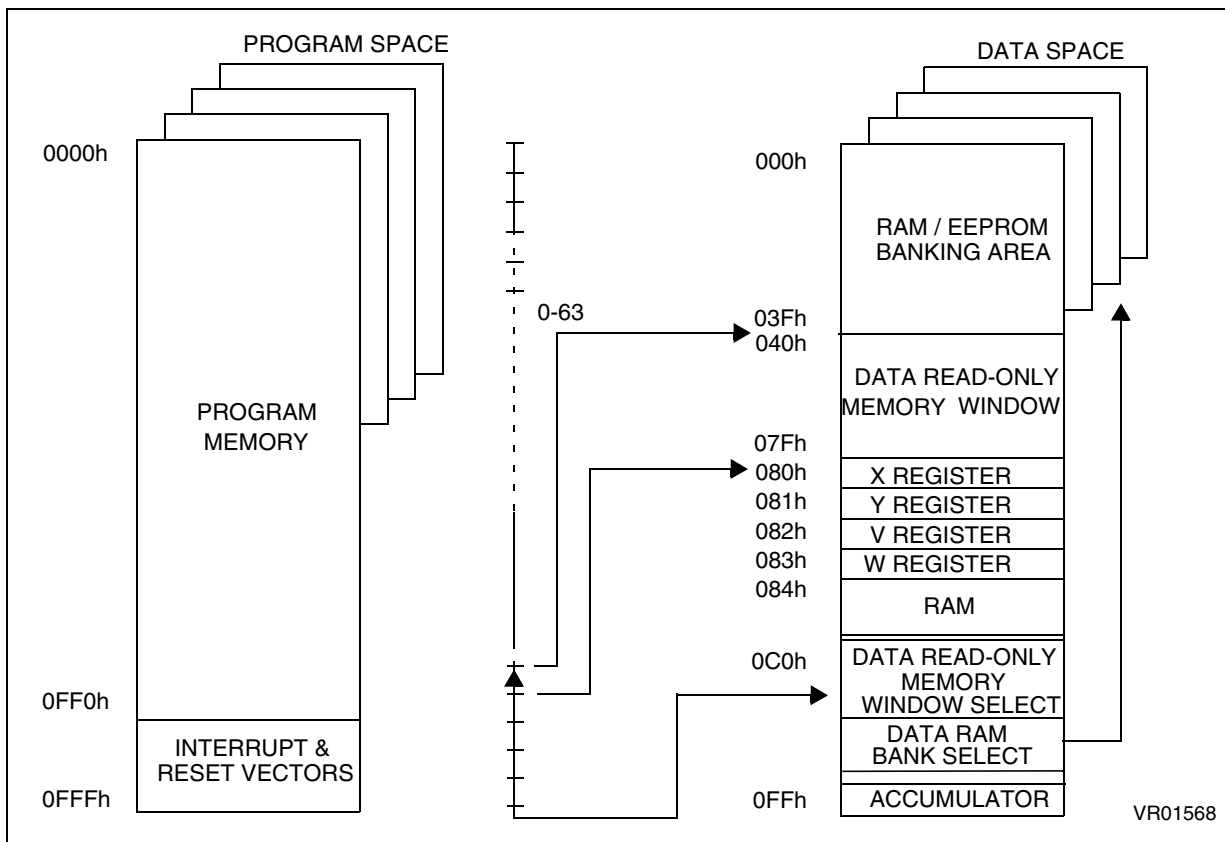 PROGRAM SPACE
0000h
PROGRAM
MEMORY
0FF0h
INTERRUPT &
RESET VECTORS
0FFFh
0-63
DATA SPACE
000h
RAM / EEPROM
BANKING AREA
03Fh
040h
DATA READ-ONLY
MEMORY WINDOW
07Fh
080h
X REGISTER
081h
Y REGISTER
082h
V REGISTER
083h
W REGISTER
084h
RAM
0C0h
DATA READ-ONLY
MEMORY
WINDOW SELECT
DATA RAM
BANK SELECT
0FFh
ACCUMULATOR
VR01568